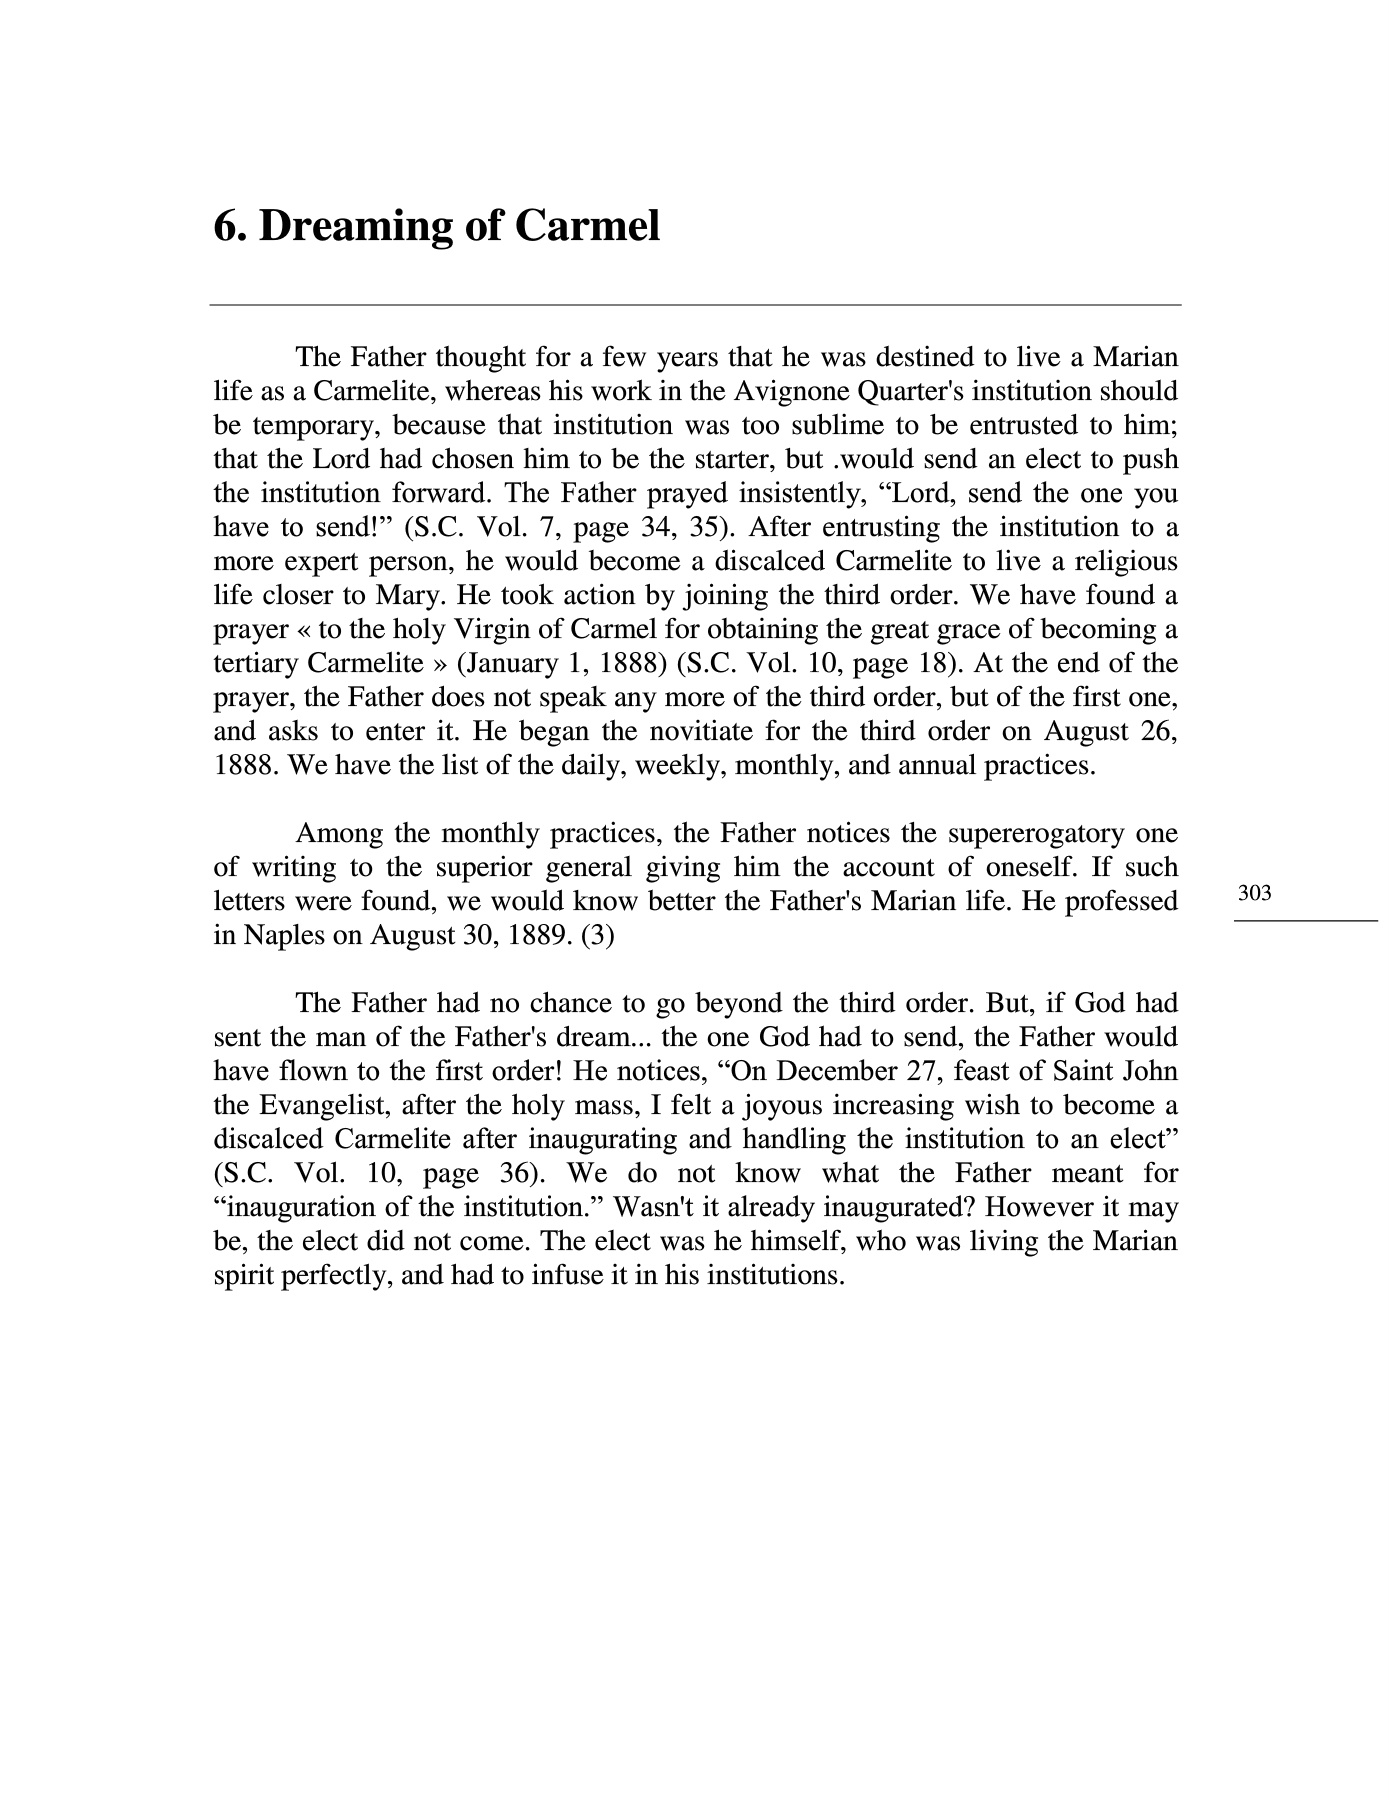 6. Dreaming of Carmel
The Father thought for a few years that he was destined to live a Marian
life as a Carmelite, whereas his work in the Avignone Quarter's institution should
be temporary, because that institution was too sublime to be entrusted to him;
that the Lord had chosen him to be the starter, but .would send an elect to push
the institution forward. The Father prayed insistently, “Lord, send the one you
have to send!” (S.C. Vol. 7, page 34, 35). After entrusting the institution to a
more expert person, he would become a discalced Carmelite to live a religious
life closer to Mary. He took action by joining the third order. We have found a
prayer « to the holy Virgin of Carmel for obtaining the great grace of becoming a
tertiary Carmelite » (January 1, 1888) (S.C. Vol. 10, page 18). At the end of the
prayer, the Father does not speak any more of the third order, but of the first one,
and asks to enter it. He began the novitiate for the third order on August 26,
1888. We have the list of the daily, weekly, monthly, and annual practices.
Among the monthly practices, the Father notices the supererogatory one
of writing to the superior general giving him the account of oneself. If such
letters were found, we would know better the Father's Marian life. He professed
in Naples on August 30, 1889. (3)
303
The Father had no chance to go beyond the third order. But, if God had
sent the man of the Father's dream... the one God had to send, the Father would
have flown to the first order! He notices, “On December 27, feast of Saint John
the Evangelist, after the holy mass, I felt a joyous increasing wish to become a
discalced Carmelite after inaugurating and handling the institution to an elect”
(S.C. Vol. 10, page 36). We do not know what the Father meant for
“inauguration of the institution.” Wasn't it already inaugurated? However it may
be, the elect did not come. The elect was he himself, who was living the Marian
spirit perfectly, and had to infuse it in his institutions.